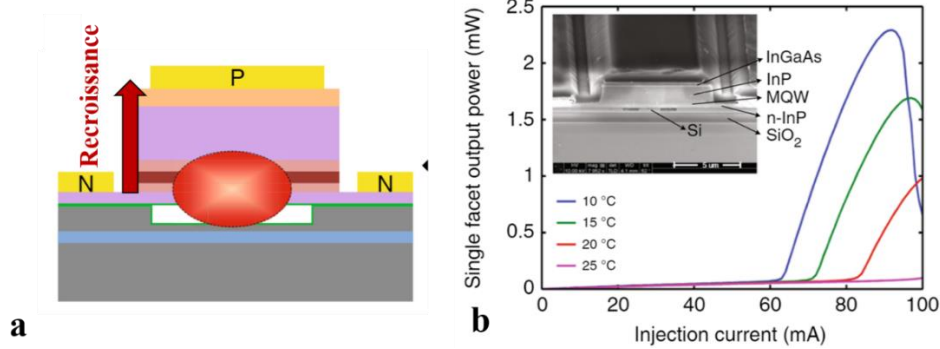 P
Recroissance
N
N
a
Single facet output power (mW)
2.5
2
1.5
1
0.5
0
InGaAs
InP
MQW
n-InP
SiO2
Si
5 um
10 °C
15 °C
20 °C
25 °C
0
20
40
60
80
100
Injection current (mA)
b